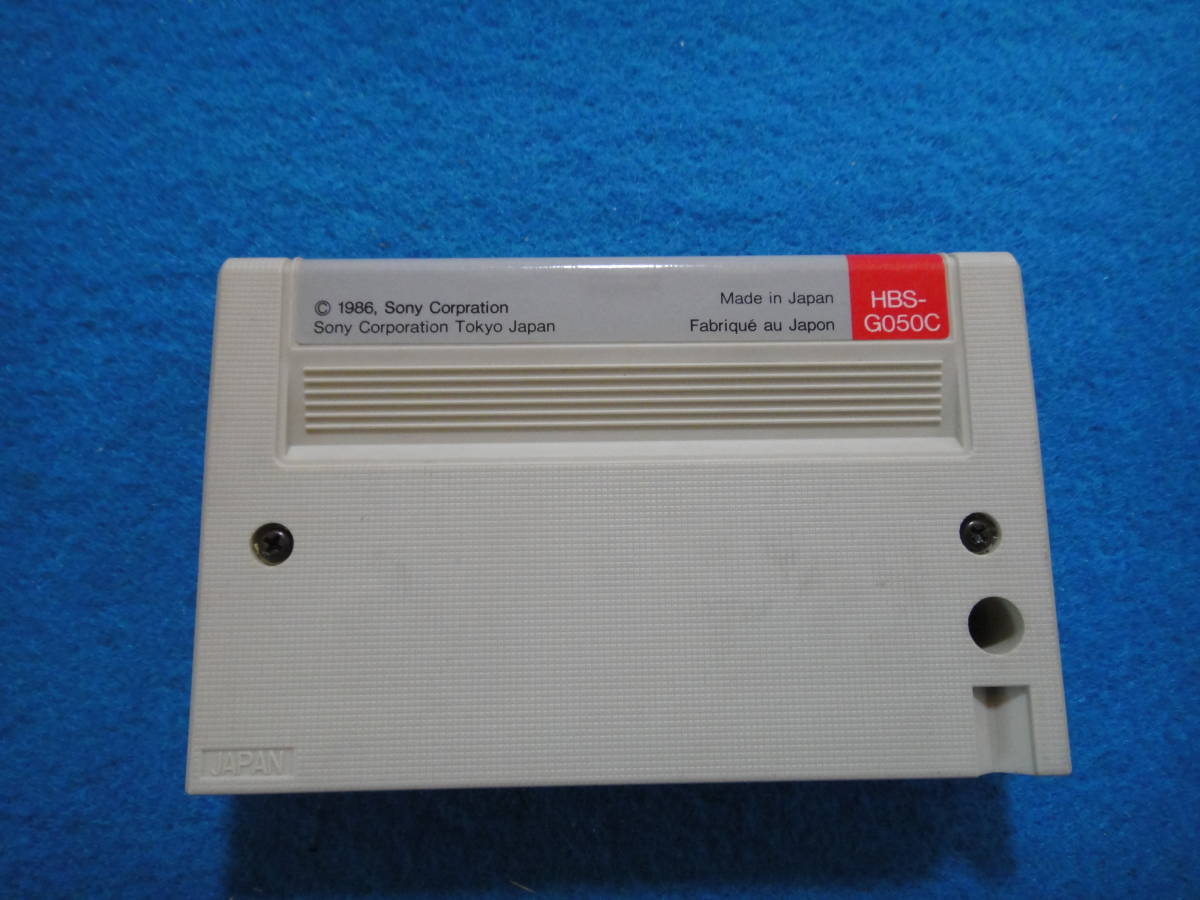 © 1986, Sony Corpration
Sony Corporation Tokyo Japan
Made in Japan
Fabriqué au Japon
HBS-
G050C
JAPAN